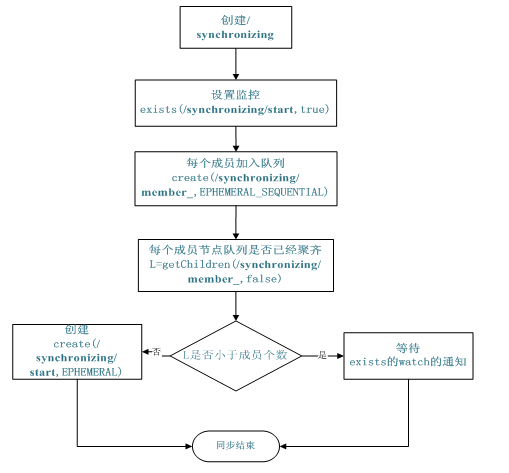 创建/
synchronizing
设置监控
exists(/synchronizing/start,true)
每个成员加入队列
create(/synchronizing/
member_,EPHEMERAL_SEQUENTIAL)
每个成员节点队列是否已经聚齐
L=getChildren(/synchronizing/
member_,false)
L是否小于成员个数
否
是
创建
create(/
synchronizing/
start,EPHEMERAL)
等待
exists的watch的通知
同步结束